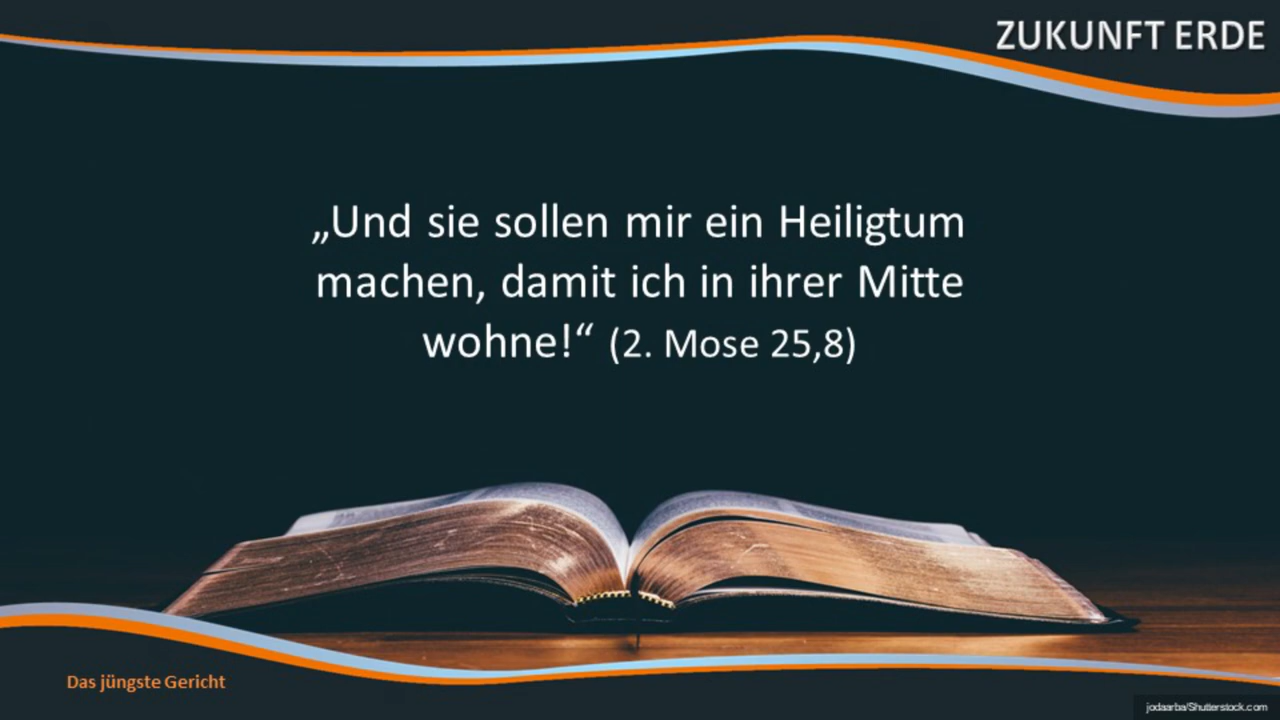 ZUKUNFT ERDE
„Und sie sollen mir ein Heiligtum
machen, damit ich in ihrer Mitte
wohne!“ (2. Mose 25,8)
Das jüngste Gericht
jodaarba/Shutterstock.com